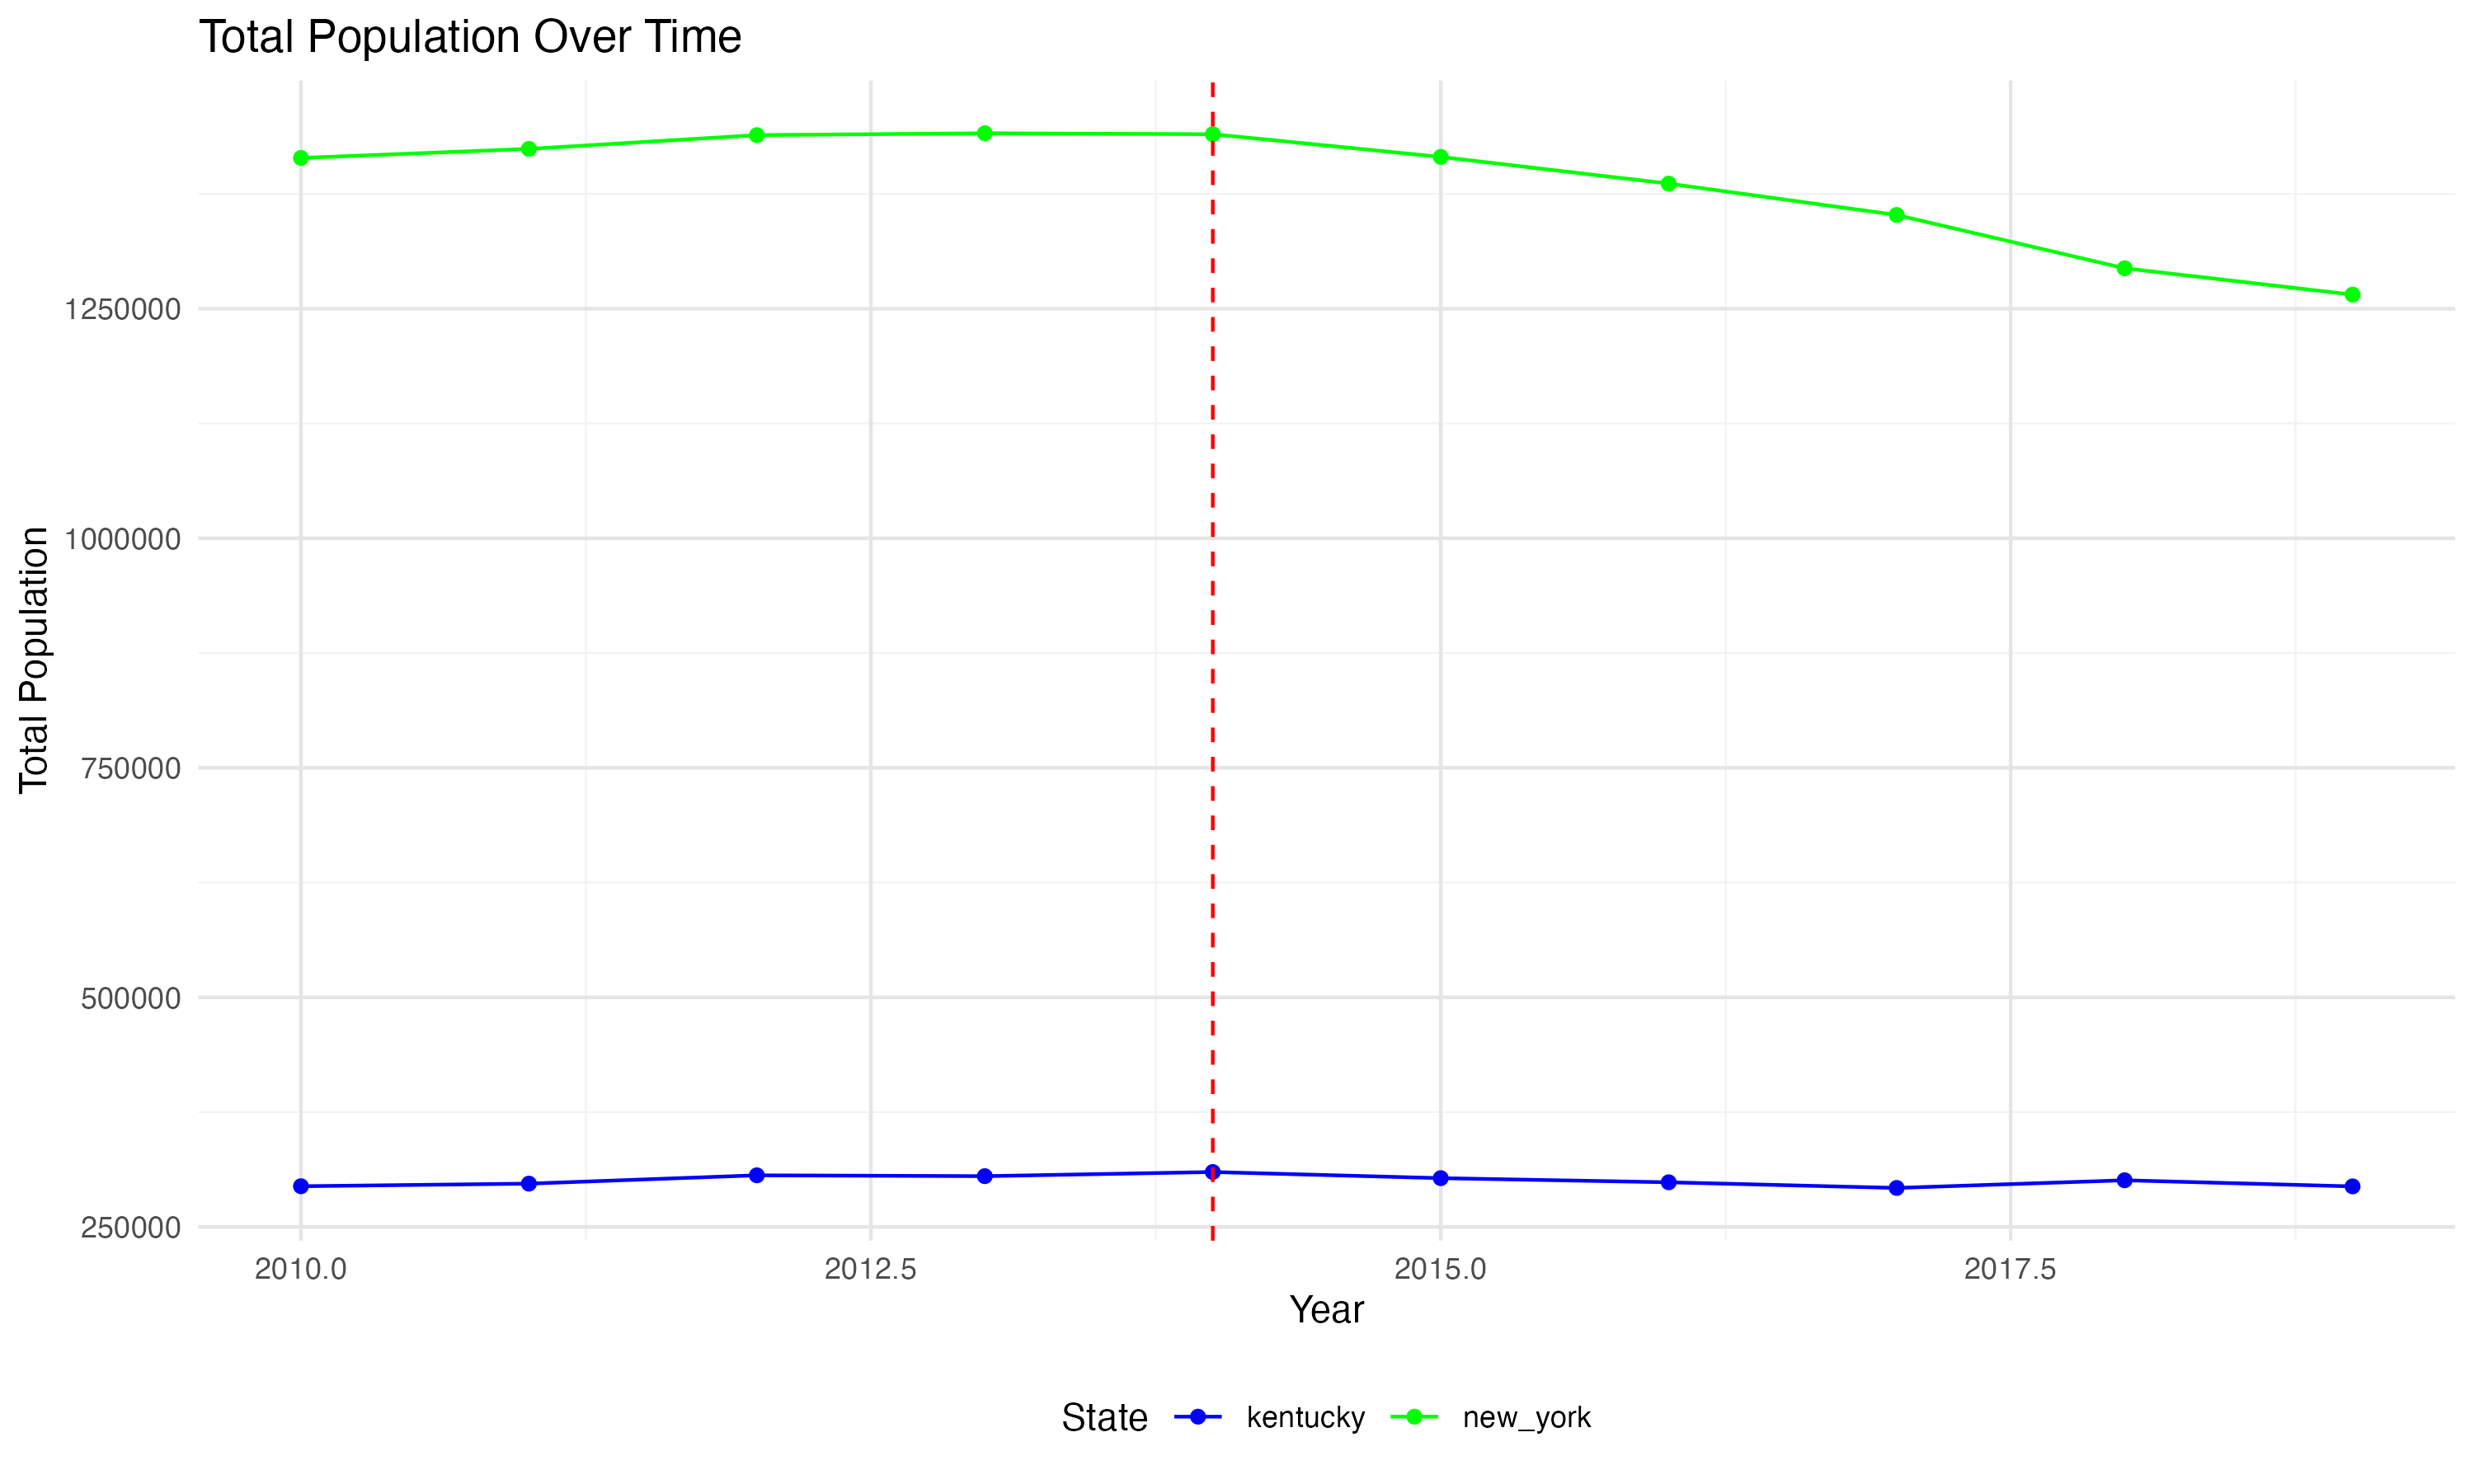 Total Population Over Time
Total Population
1250000
1000000
750000
500000
250000
2010.0 2012.5 2015.0 2017.5
Year
State kentucky new_york